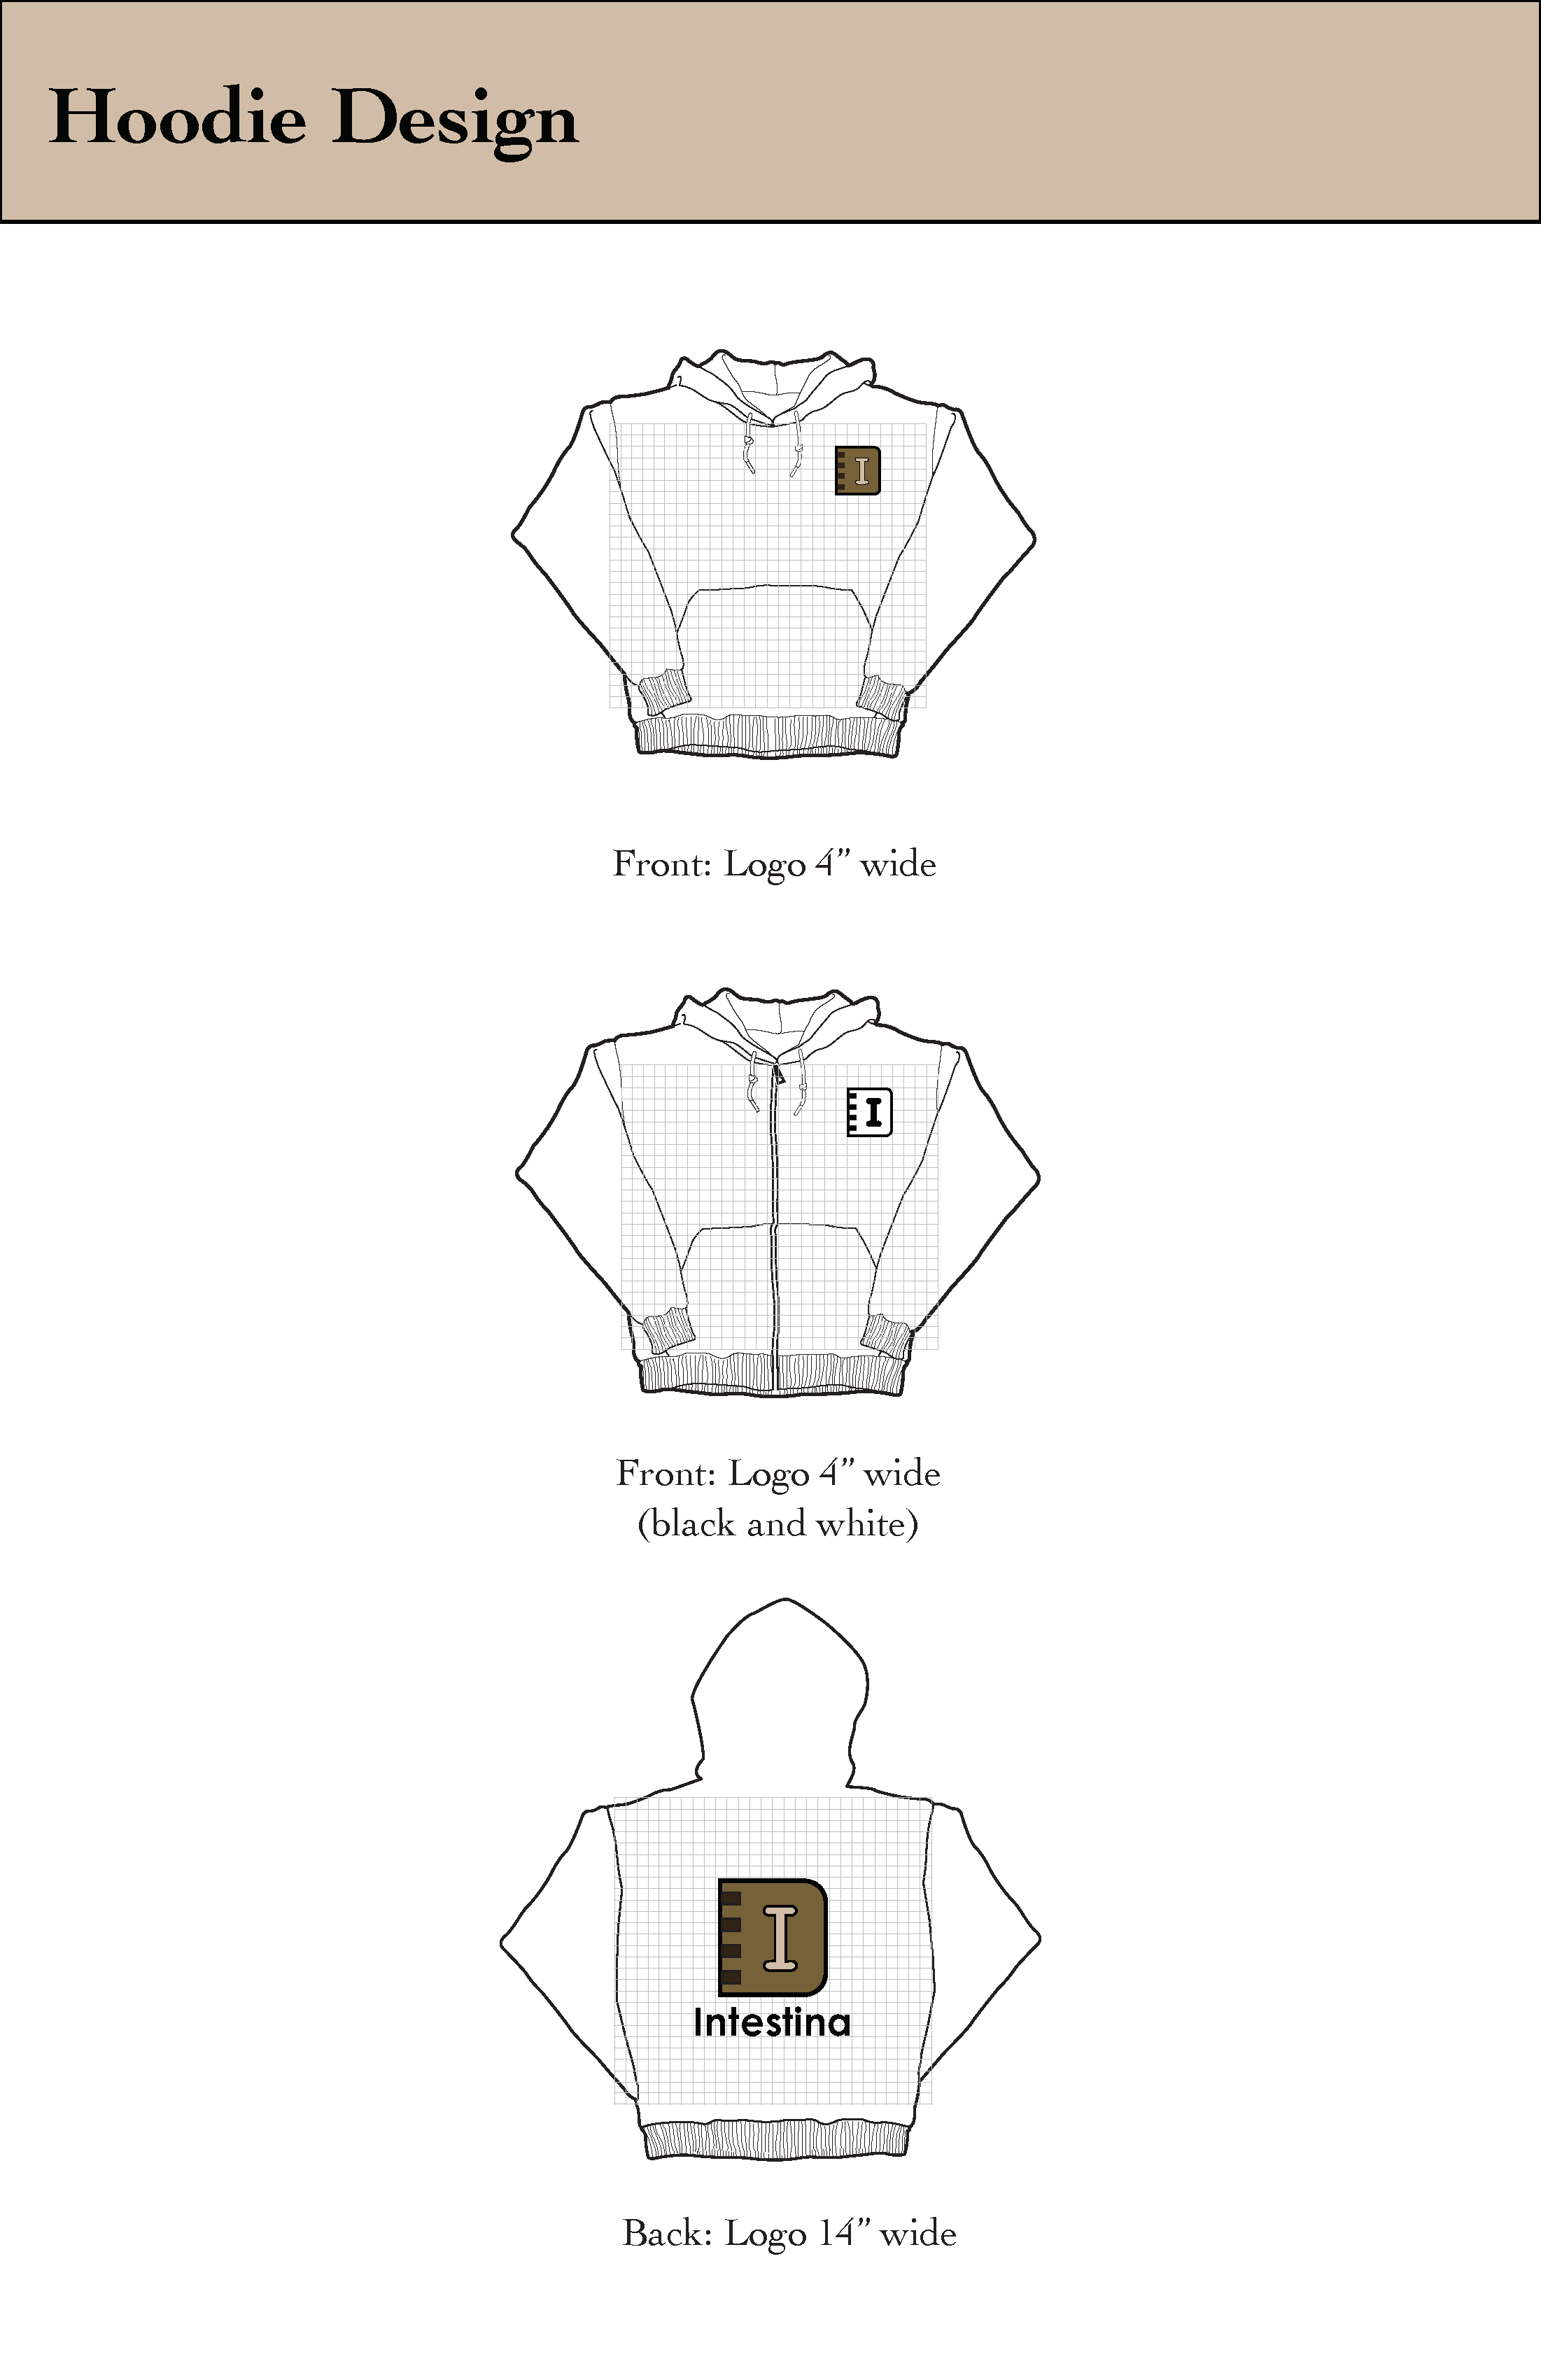 Hoodie Design
I
Front: Logo 4” wide
I
Front: Logo 4” wide
(black and white)
I
Intestina
Back: Logo 14” wide